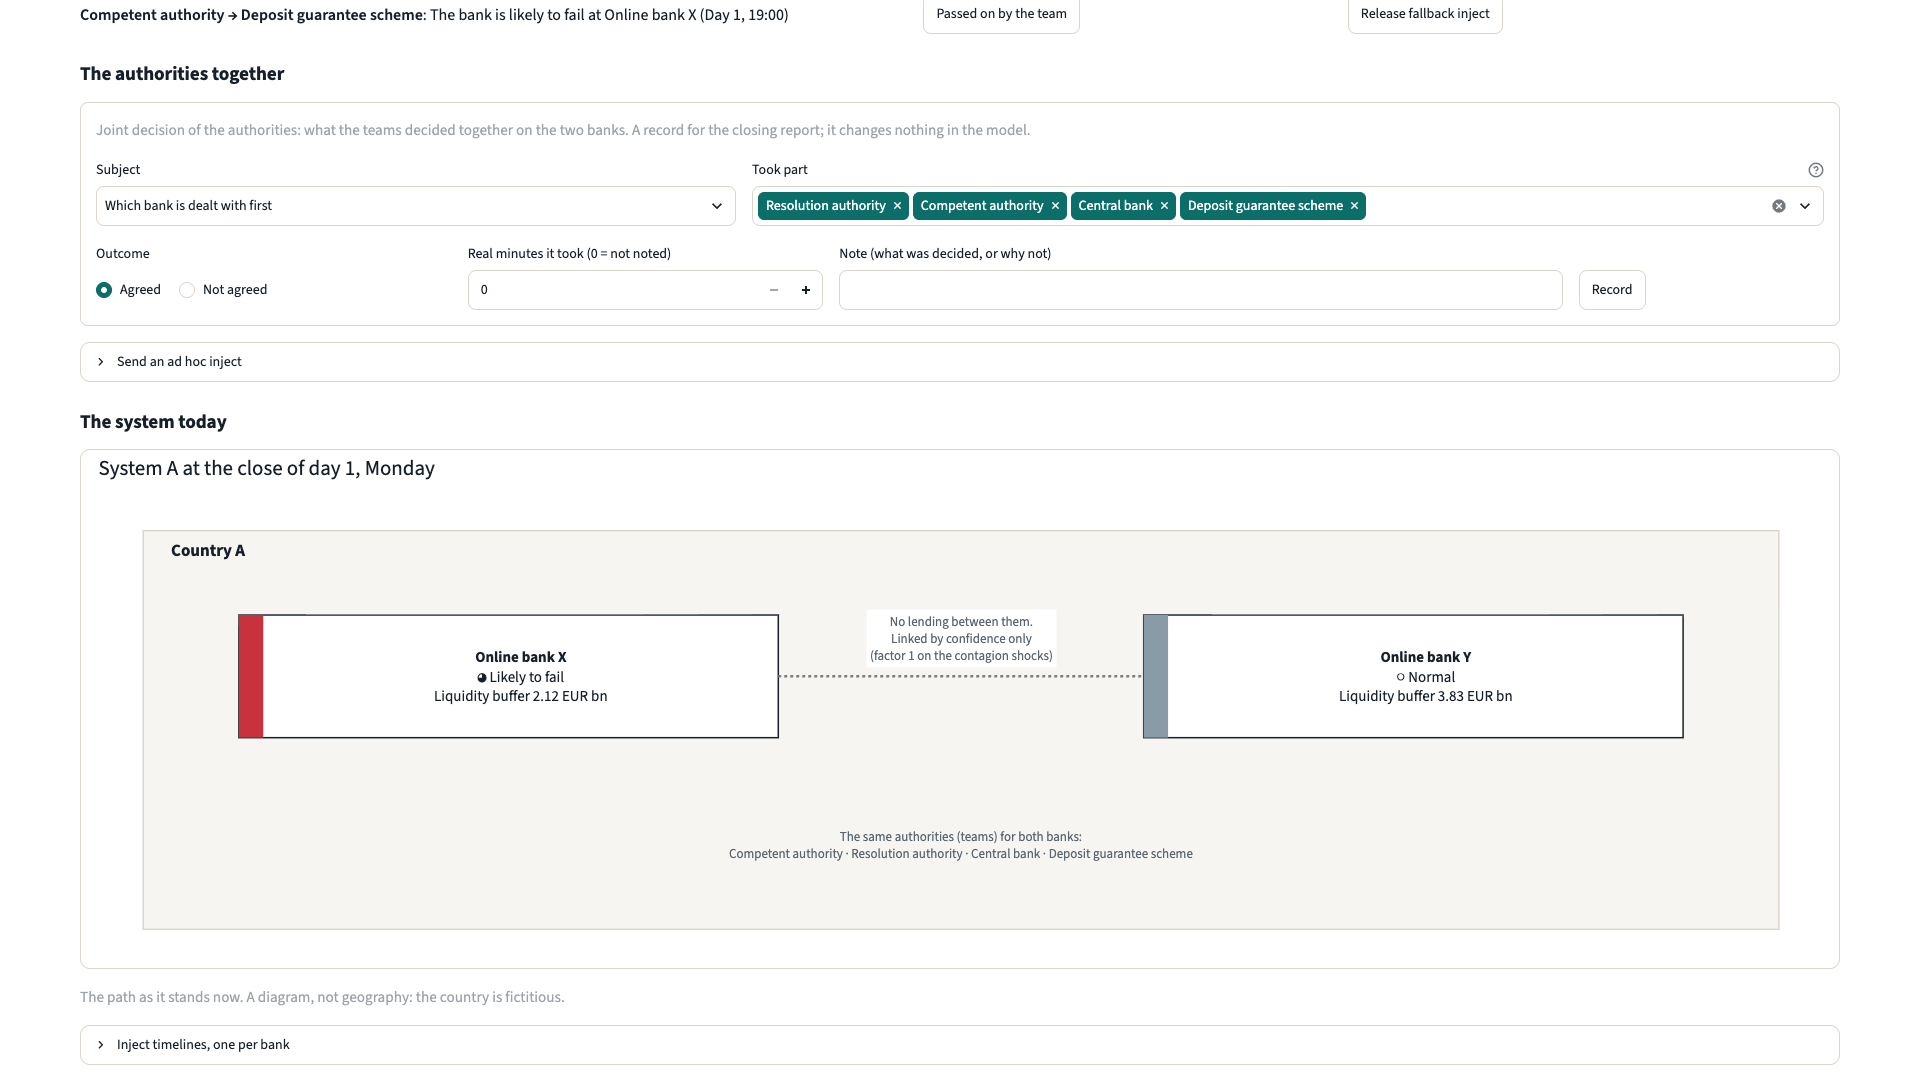 Competent authority → Deposit guarantee scheme: The bank is likely to fail at Online bank X (Day 1, 19:00)
Passed on by the team
Release fallback inject
The authorities together
Joint decision of the authorities: what the teams decided together on the two banks. A record for the closing report; it changes nothing in the model.
Subject
Took part
Which bank is dealt with first
Resolution authority ×
Competent authority ×
Central bank ×
Deposit guarantee scheme ×
Outcome
Real minutes it took (0 = not noted)
Note (what was decided, or why not)
Agreed
Not agreed
0
Record
Send an ad hoc inject
The system today
System A at the close of day 1, Monday
Country A
No lending between them.
Linked by confidence only
(factor 1 on the contagion shocks)
Online bank X
Likely to fail
Liquidity buffer 2.12 EUR bn
Online bank Y
Normal
Liquidity buffer 3.83 EUR bn
The same authorities (teams) for both banks:
Competent authority · Resolution authority · Central bank · Deposit guarantee scheme
The path as it stands now. A diagram, not geography: the country is fictitious.
Inject timelines, one per bank